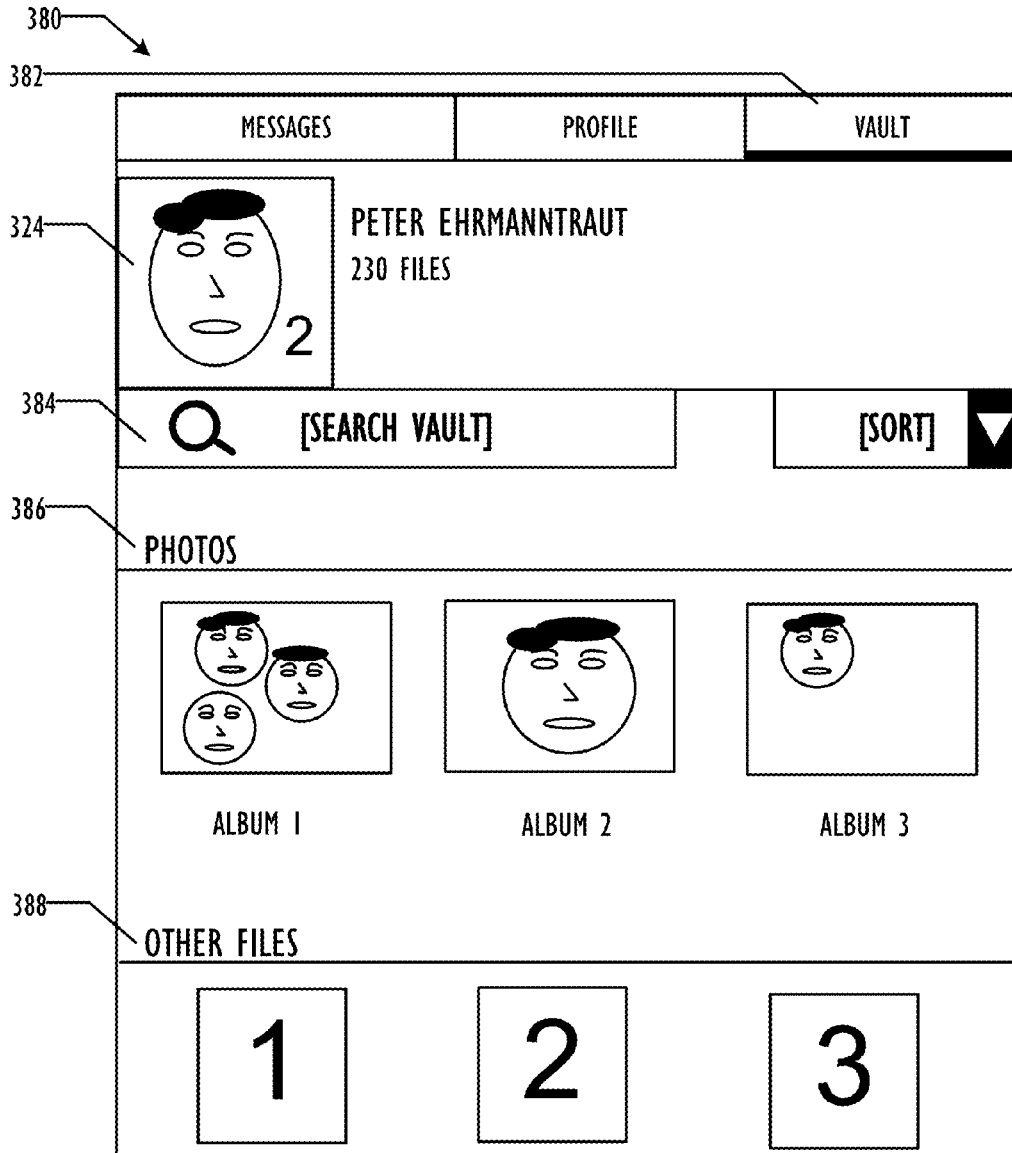 380
382
MESSAGES PROFILE VAULT
324
PETER EHRMANNTRAUT
230 FILES
2
384
[SEARCH VAULT] [SORT]
386
PHOTOS
ALBUM 1 ALBUM 2 ALBUM 3
388
OTHER FILES
1 2 3